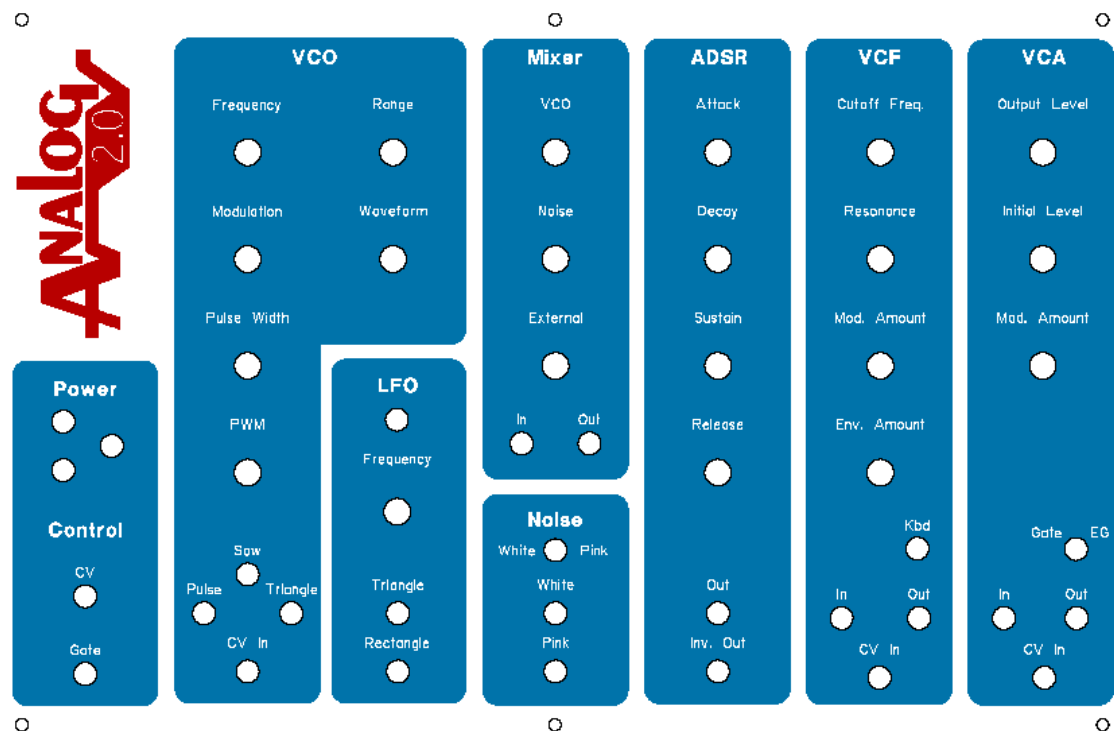 ANALOG
2.0
Power
Control
CV
Gate
VCO
Frequency Range
Modulation Waveform
Pulse Width
PWM
Saw
Pulse Triangle
CV In
LFO
Frequency
Triangle
Rectangle
Mixer
VCO
Noise
External
In Out
Noise
White Pink
White
Pink
ADSR
Attack
Decay
Sustain
Release
Out
Inv. Out
VCF
Cutoff Freq.
Resonance
Mod. Amount
Env. Amount
Kbd
In Out
CV In
VCA
Output Level
Initial Level
Mod. Amount
Gate EG
In Out
CV In